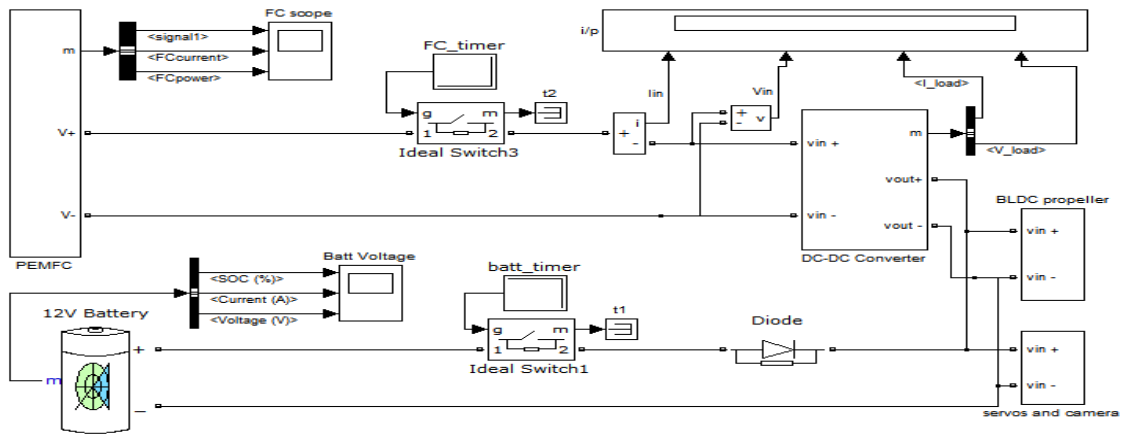 FC scope
<signal1>
m
<FCcurrent>
<FCpower>
FC_timer
i/p
t2
Iin
Vin
<I_load>
g
m
1
2
Ideal Switch3
+
i
-
+
-
v
V+
vin +
m
<V_load>
vout+
V-
vin -
vout -
PEMFC
DC-DC Converter
BLDC propeller
vin +
vin -
Batt Voltage
<SOC (%)>
<Current (A)>
<Voltage (V)>
batt_timer
t1
12V Battery
+
m
_
g
m
1
2
Ideal Switch1
Diode
vin +
vin -
servos and camera